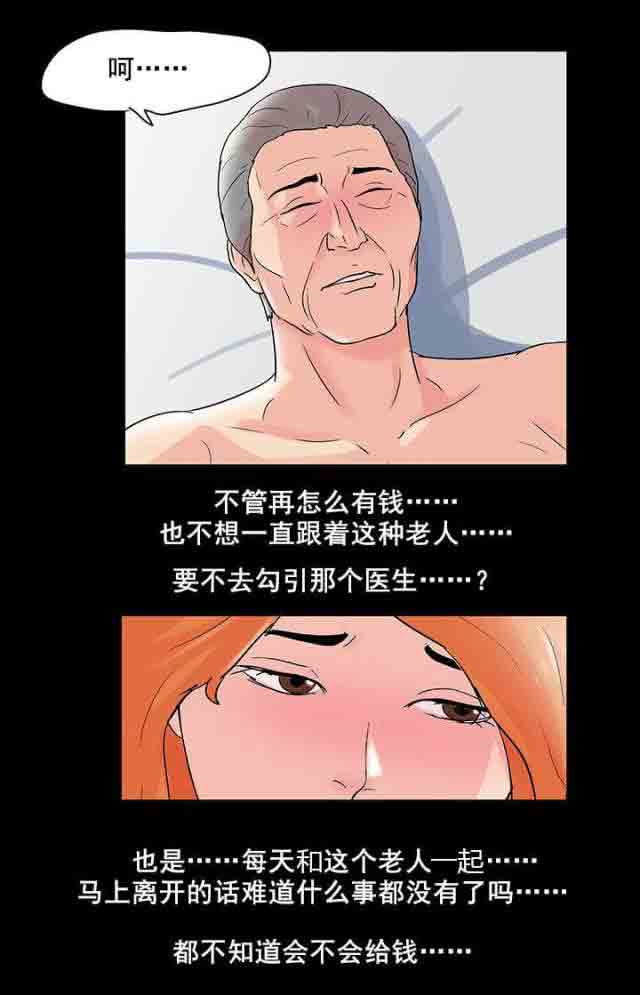 呵……
不管再怎么有钱……
也不想一直跟着这种老人……
要不去勾引那个医生……？
也是……每天和这个老人一起……
马上离开的话难道什么事都没有了吗……
都不知道会不会给钱……